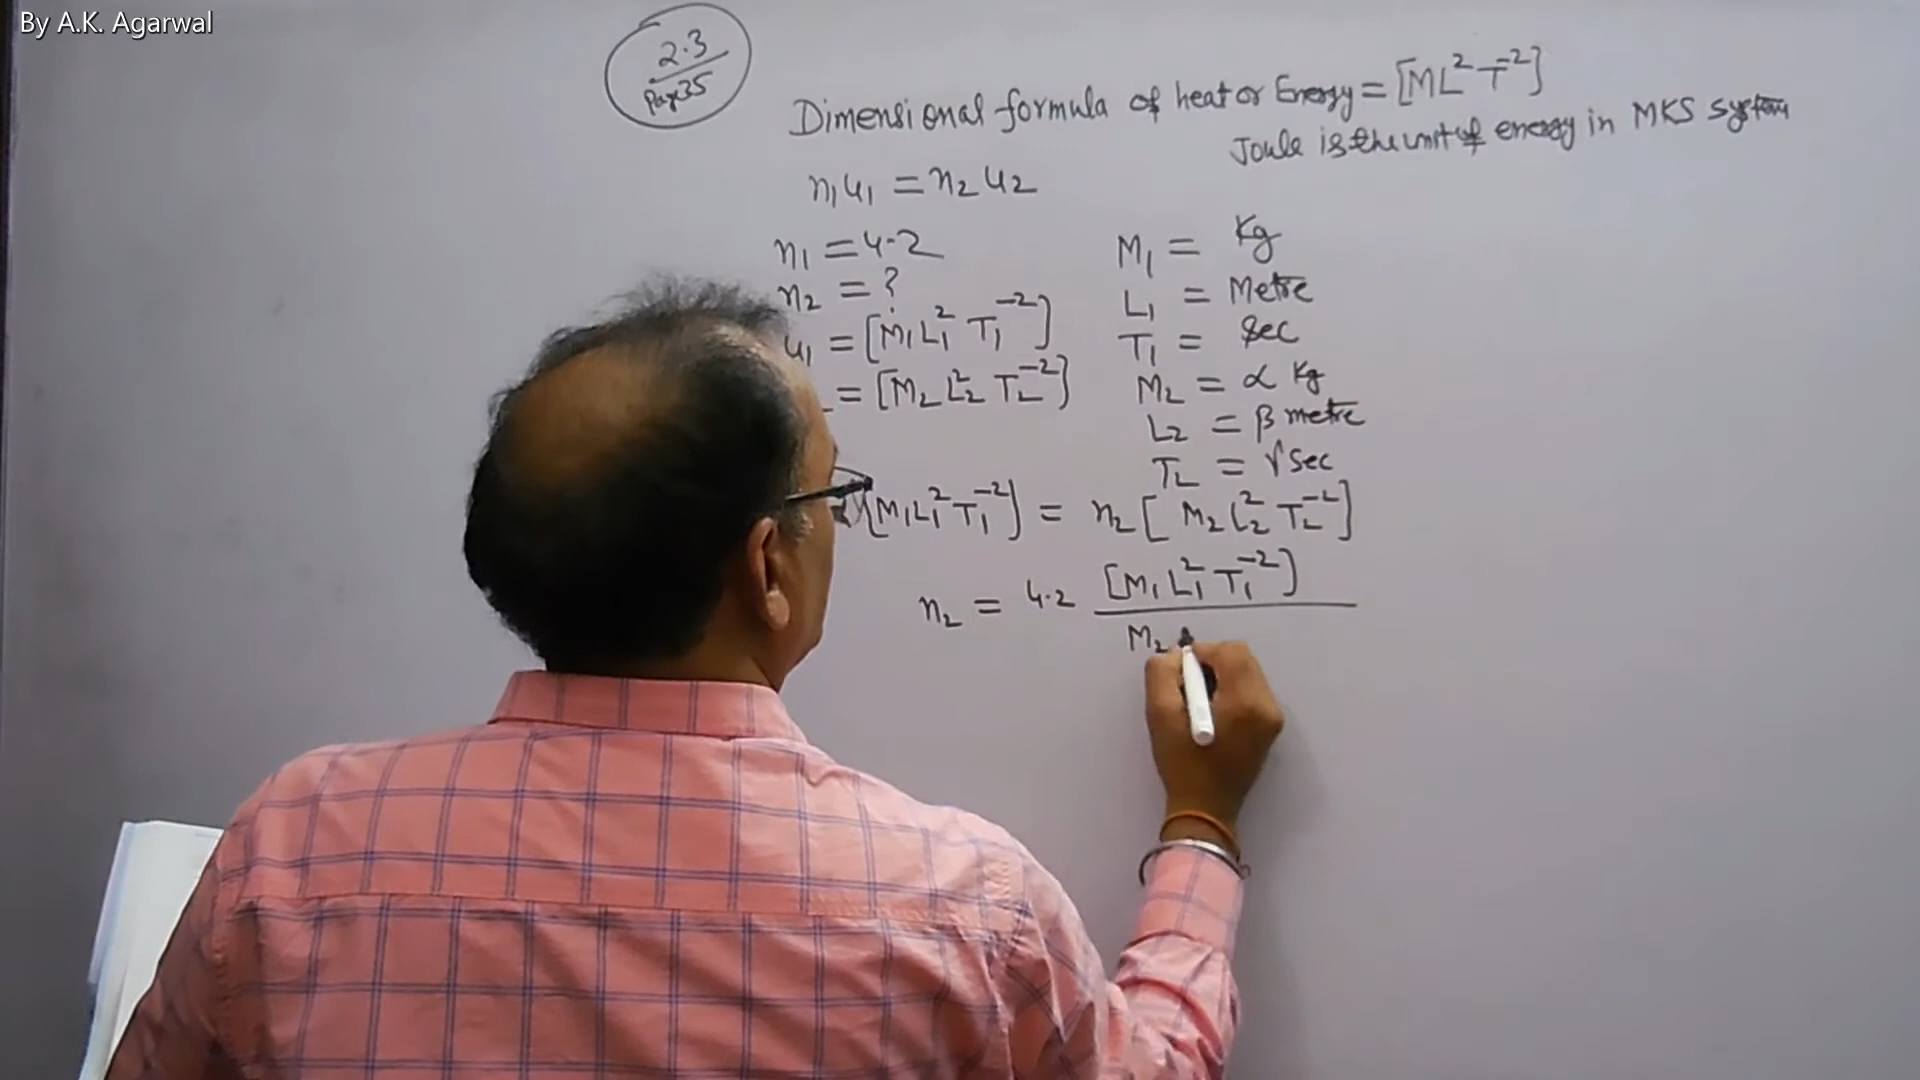 By A.K. Agarwal
2.3
Page 35
Dimensional formula of heat or Energy = [ML²T⁻²]
Joule is the unit of energy in MKS system
n₁u₁ = n₂u₂
n₁ = 4.2
n₂ = ?
u₁ = [M₁L₁²T₁⁻²]
= [M₂L₂²T₂⁻²]
M₁ = Kg
L₁ = Metre
T₁ = Sec
M₂ = α Kg
L₂ = β metre
T₂ = γ Sec
[M₁L₁²T₁⁻²] = n₂[M₂L₂²T₂⁻²]
n₂ = 4.2 [M₁L₁²T₁⁻²]
M₂